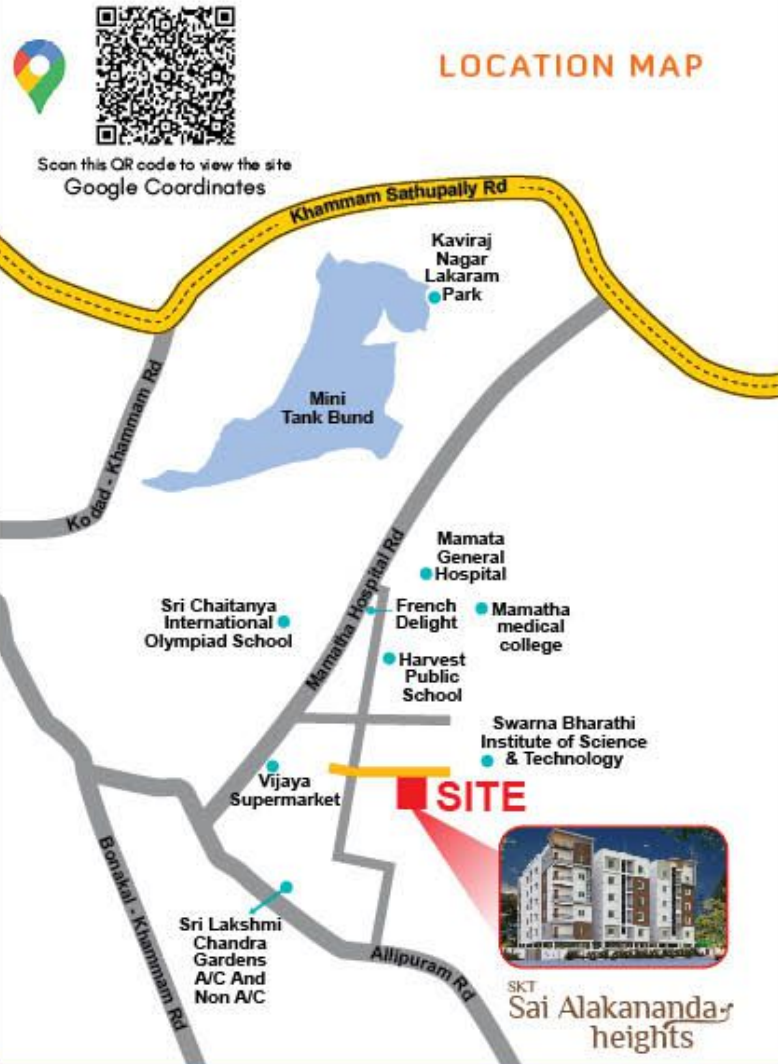 LOCATION MAP
Scan this QR code to view the site
Google Coordinates
Khammam Sathupally Rd
Kaviraj
Nagar
Lakaram
Park
Mini
Tank Bund
Kodad - Khammam Rd
Mamatha Hospital Rd
Mamata
General
Hospital
Sri Chaitanya
International
Olympiad School
French
Delight
Mamatha
medical
college
Harvest
Public
School
Swarna Bharathi
Institute of Science
& Technology
Vijaya
Supermarket
SITE
Bonakal - Khammam Rd
Sri Lakshmi
Chandra
Gardens
A/C And
Non A/C
Allipuram Rd
SKT
Sai Alakananda
heights